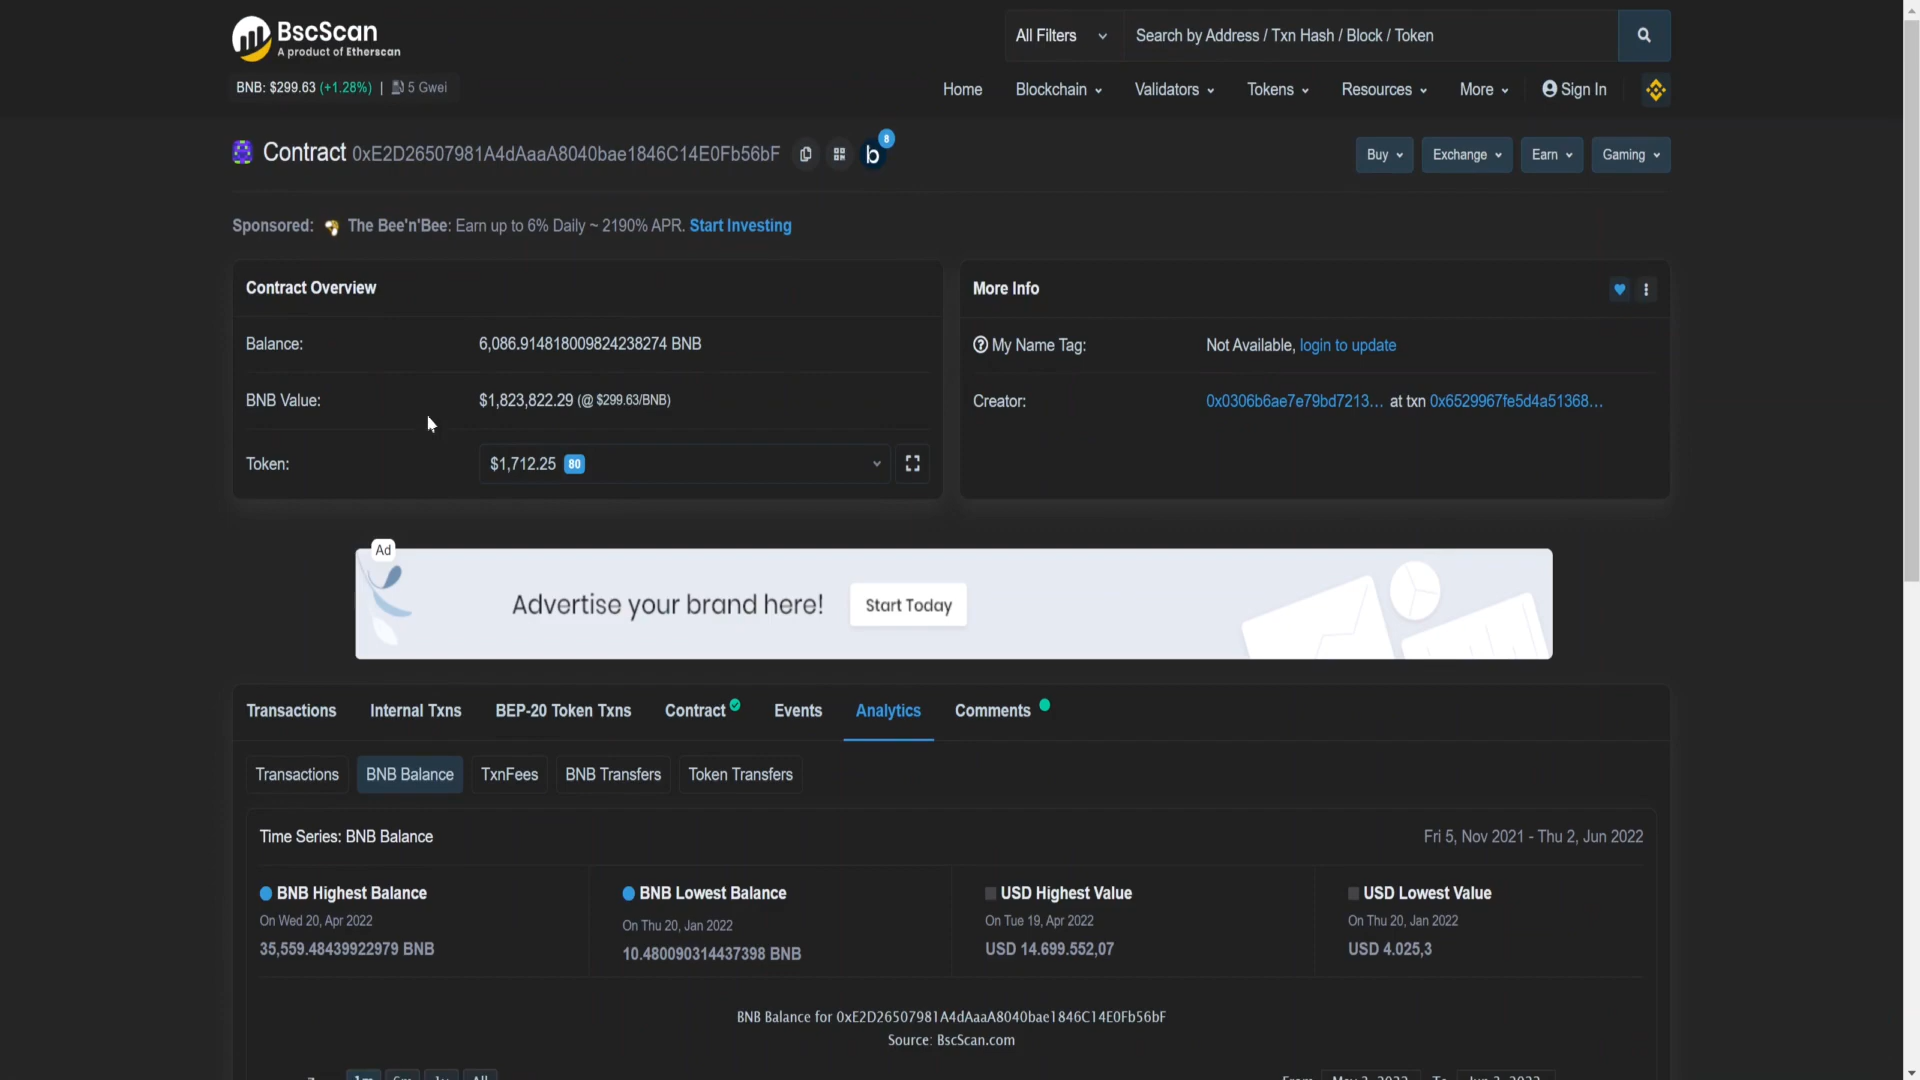 BscScan
A product of Etherscan
All Filters
Search by Address / Txn Hash / Block / Token
BNB: $299.63 (+1.28%) | 5 Gwei
Home
Blockchain
Validators
Tokens
Resources
More
Sign In
Contract 0xE2D26507981A4dAaaA8040bae1846C14E0Fb56bF
b
8
Buy
Exchange
Earn
Gaming
Sponsored: The Bee'n'Bee: Earn up to 6% Daily ~ 2190% APR. Start Investing
Contract Overview
Balance: 6,086.914818009824238274 BNB
BNB Value: $1,823,822.29 (@ $299.63/BNB)
Token: $1,712.25 80
More Info
My Name Tag: Not Available, login to update
Creator: 0x0306b6ae7e79bd7213... at txn 0x6529967fe5d4a51368...
Ad
Advertise your brand here!
Start Today
Transactions
Internal Txns
BEP-20 Token Txns
Contract
Events
Analytics
Comments
Transactions
BNB Balance
TxnFees
BNB Transfers
Token Transfers
Time Series: BNB Balance
Fri 5, Nov 2021 - Thu 2, Jun 2022
BNB Highest Balance
On Wed 20, Apr 2022
35,559.48439922979 BNB
BNB Lowest Balance
On Thu 20, Jan 2022
10.480090314437398 BNB
USD Highest Value
On Tue 19, Apr 2022
USD 14.699.552,07
USD Lowest Value
On Thu 20, Jan 2022
USD 4.025,3
BNB Balance for 0xE2D26507981A4dAaaA8040bae1846C14E0Fb56bF
Source: BscScan.com